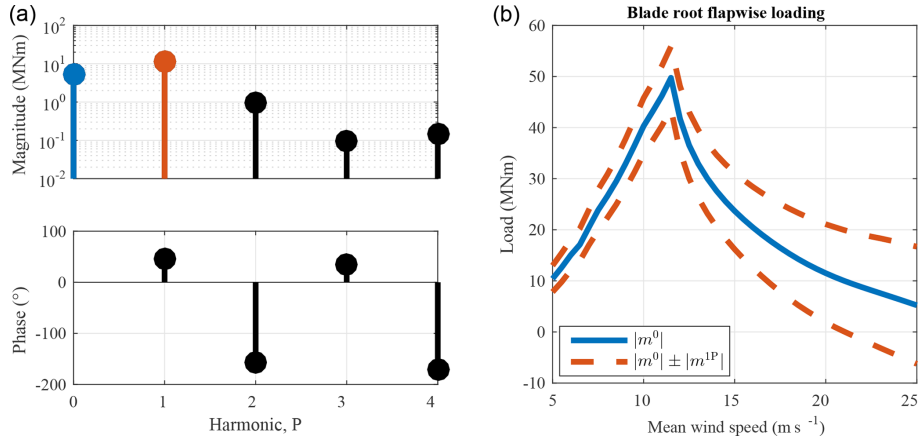 (a)
Magnitude (MNm)
10^2
10^1
10^0
10^-1
10^-2
Phase (°)
100
0
-100
-200
0 1 2 3 4
Harmonic, P
(b)
Blade root flapwise loading
Load (MNm)
60
50
40
30
20
10
0
-10
|m^0|
|m^0| ± |m^1P|
5 10 15 20 25
Mean wind speed (m s^-1)